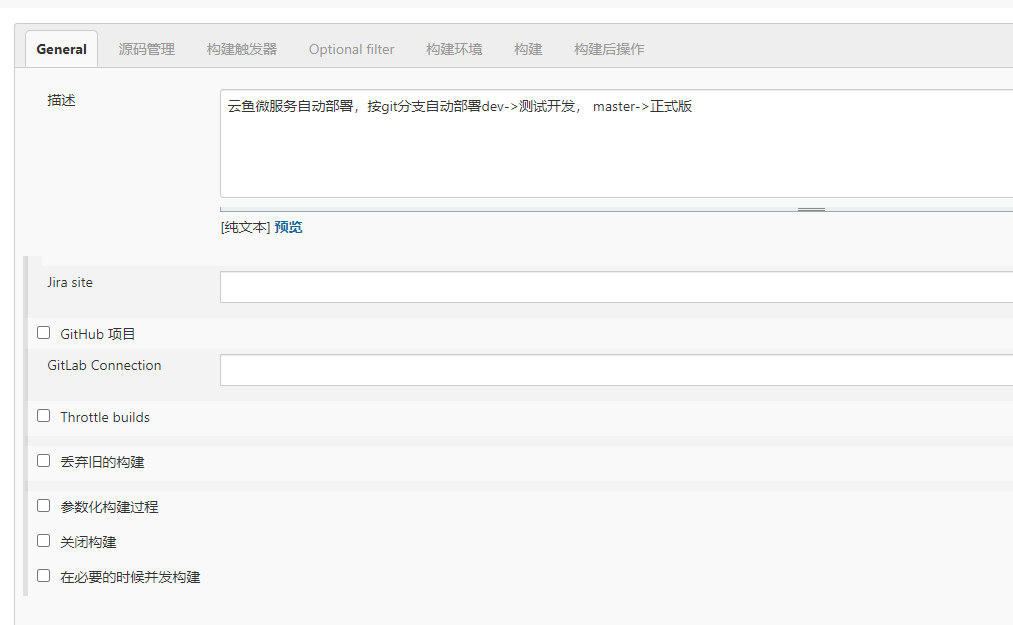 General 源码管理 构建触发器 Optional filter 构建环境 构建 构建后操作
描述
云鱼微服务自动部署，按git分支自动部署dev->测试开发， master->正式版
[纯文本] 预览
Jira site
GitHub 项目
GitLab Connection
Throttle builds
丢弃旧的构建
参数化构建过程
关闭构建
在必要的时候并发构建